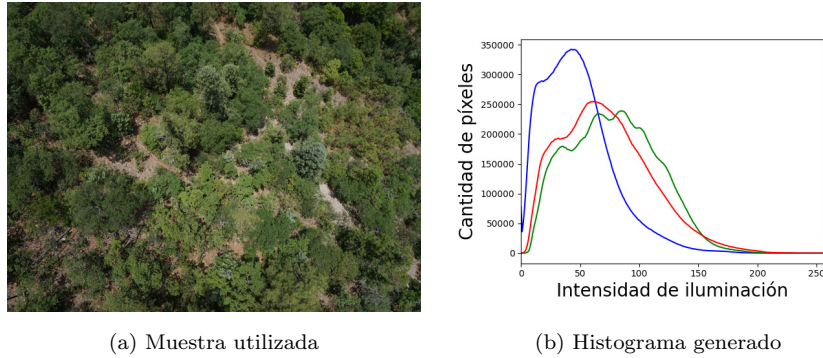 350000
300000
250000
200000
150000
100000
50000
0
Cantidad de píxeles
0 50 100 150 200 250
Intensidad de iluminación
(a) Muestra utilizada
(b) Histograma generado